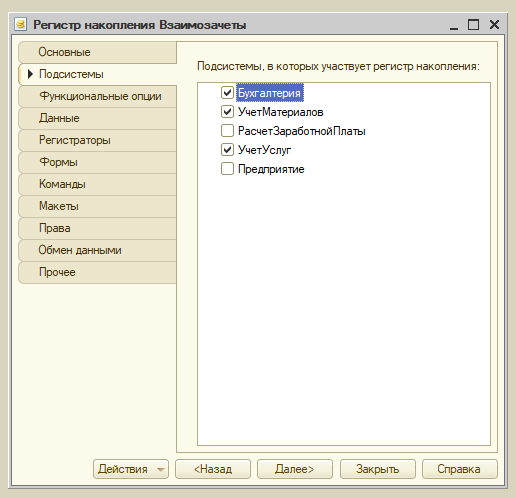 Регистр накопления Взаимозачеты
Основные
Подсистемы
Функциональные опции
Данные
Регистраторы
Формы
Команды
Макеты
Права
Обмен данными
Прочее
Подсистемы, в которых участвует регистр накопления:
Бухгалтерия
УчетМатериалов
РасчетЗаработнойПлаты
УчетУслуг
Предприятие
Действия <Назад Далее> Закрыть Справка